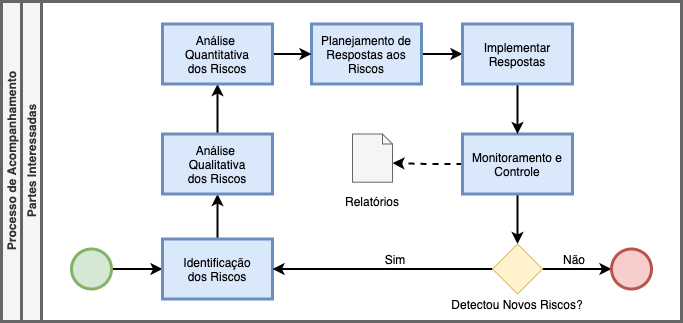 Processo de Acompanhamento
Partes Interessadas
Análise
Quantitativa
dos Riscos
Planejamento de
Respostas aos
Riscos
Implementar
Respostas
Análise
Qualitativa
dos Riscos
Relatórios
Monitoramento e
Controle
Identificação
dos Riscos
Sim
Não
Detectou Novos Riscos?